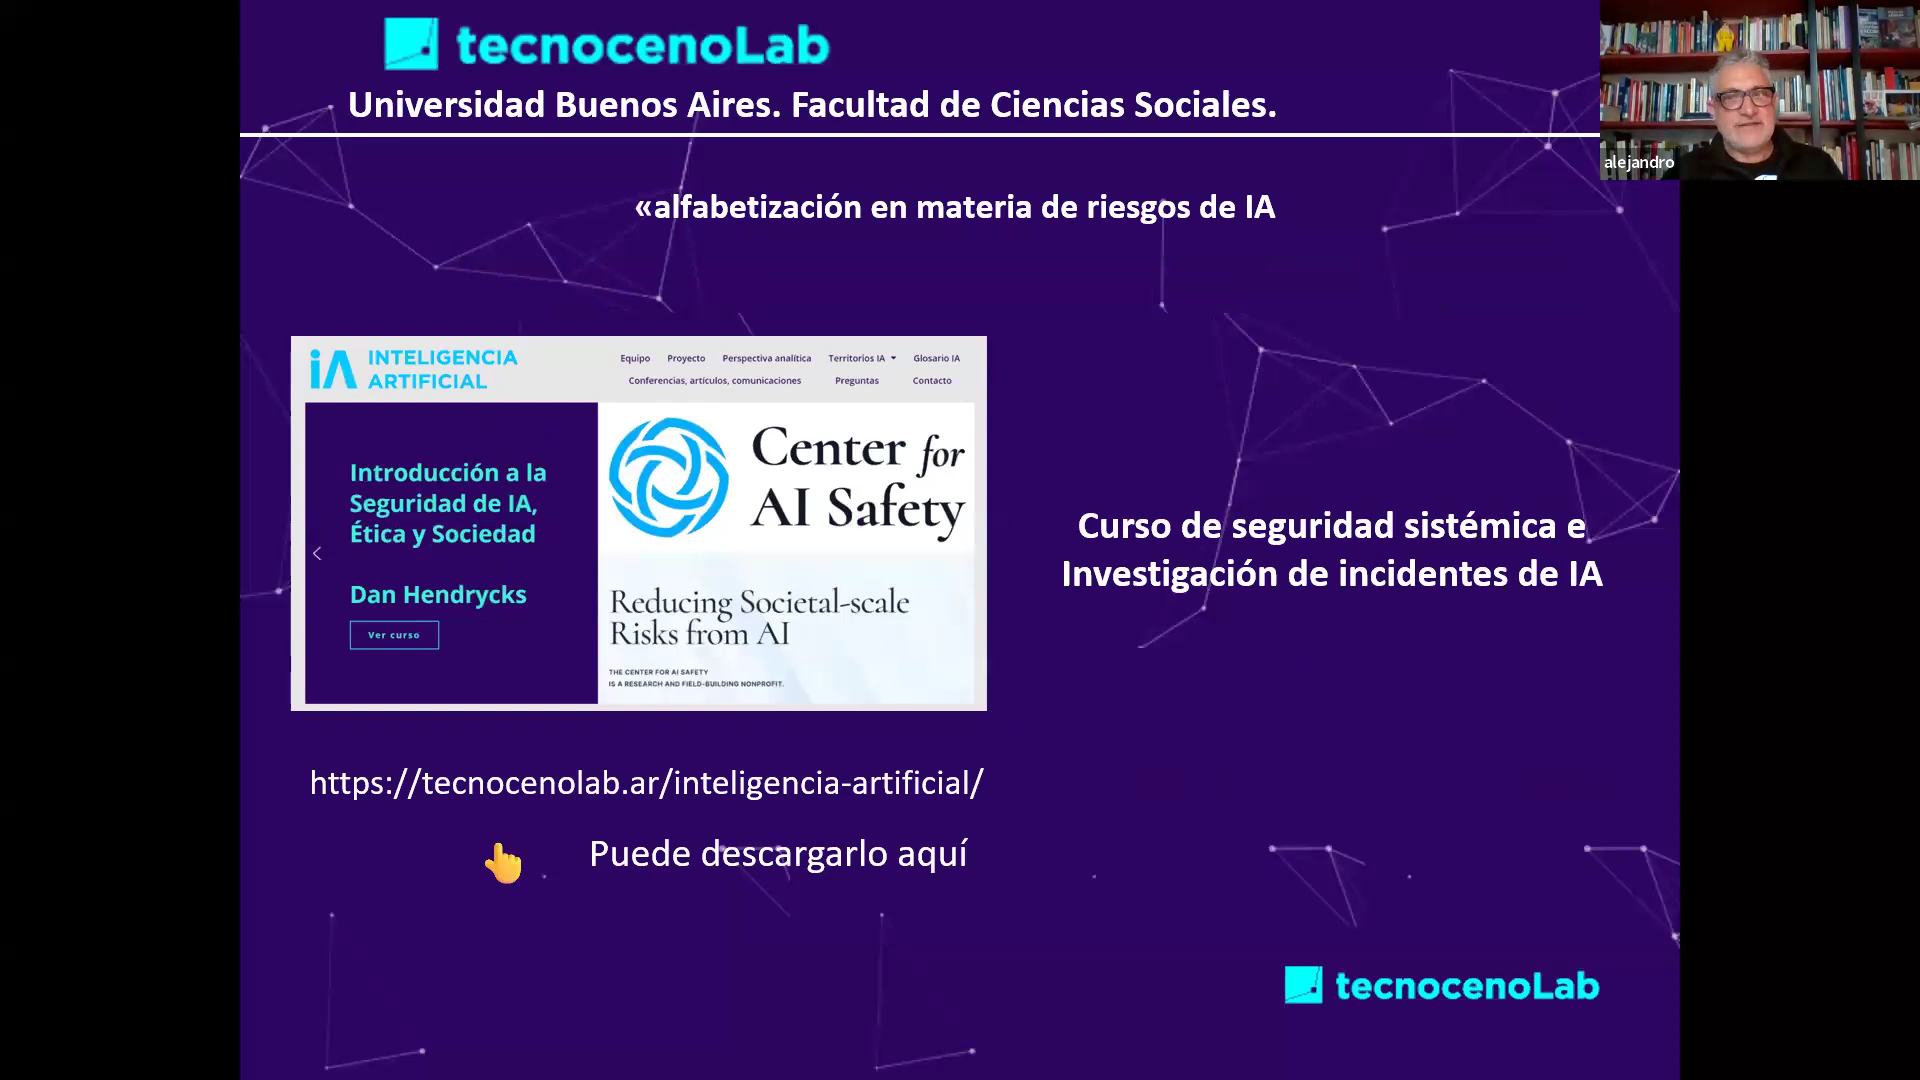 tecnocenoLab
Universidad Buenos Aires. Facultad de Ciencias Sociales.
alejandro
«alfabetización en materia de riesgos de IA
iA INTELIGENCIA
ARTIFICIAL
Equipo Proyecto Perspectiva analítica Territorios IA Glosario IA
Conferencias, artículos, comunicaciones Preguntas Contacto
Introducción a la
Seguridad de IA,
Ética y Sociedad
Dan Hendrycks
Ver curso
Center for
AI Safety
Reducing Societal-scale
Risks from AI
THE CENTER FOR AI SAFETY
IS A RESEARCH AND FIELD-BUILDING NONPROFIT.
Curso de seguridad sistémica e
Investigación de incidentes de IA
https://tecnocenolab.ar/inteligencia-artificial/
Puede descargarlo aquí
tecnocenoLab